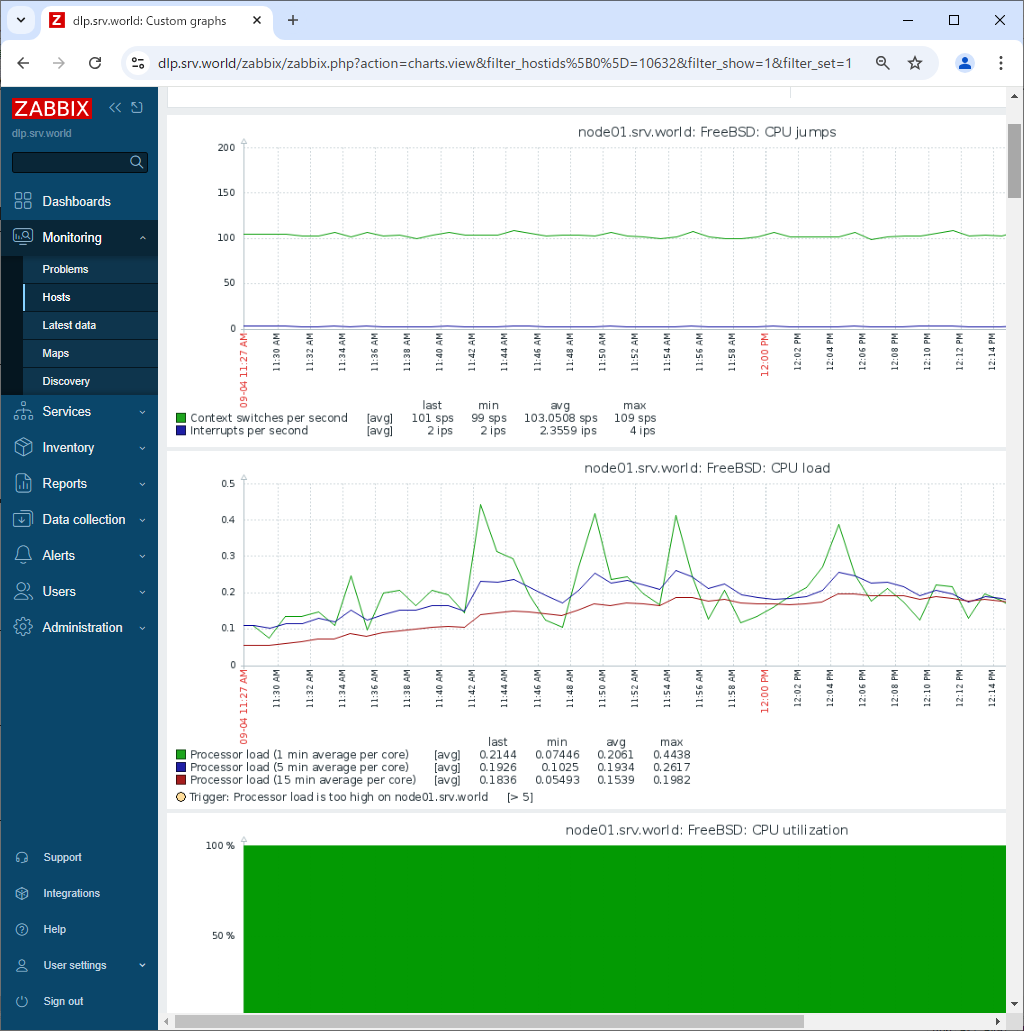 dlp.srv.world: Custom graphs
dlp.srv.world/zabbix/zabbix.php?action=charts.view&filter_hostids%5B0%5D=10632&filter_show=1&filter_set=1
ZABBIX
dlp.srv.world
Dashboards
Monitoring
Problems
Hosts
Latest data
Maps
Discovery
Services
Inventory
Reports
Data collection
Alerts
Users
Administration
Support
Integrations
Help
User settings
Sign out
node01.srv.world: FreeBSD: CPU jumps
200
150
100
50
0
09-04 11:27 AM 11:30 AM 11:32 AM 11:34 AM 11:36 AM 11:38 AM 11:40 AM 11:42 AM 11:44 AM 11:46 AM 11:48 AM 11:50 AM 11:52 AM 11:54 AM 11:56 AM 11:58 AM 12:00 PM 12:02 PM 12:04 PM 12:06 PM 12:08 PM 12:10 PM 12:12 PM 12:14 PM
last min avg max
Context switches per second [avg] 101 sps 99 sps 103.0508 sps 109 sps
Interrupts per second [avg] 2 ips 2 ips 2.3559 ips 4 ips
node01.srv.world: FreeBSD: CPU load
0.5
0.4
0.3
0.2
0.1
0
09-04 11:27 AM 11:30 AM 11:32 AM 11:34 AM 11:36 AM 11:38 AM 11:40 AM 11:42 AM 11:44 AM 11:46 AM 11:48 AM 11:50 AM 11:52 AM 11:54 AM 11:56 AM 11:58 AM 12:00 PM 12:02 PM 12:04 PM 12:06 PM 12:08 PM 12:10 PM 12:12 PM 12:14 PM
last min avg max
Processor load (1 min average per core) [avg] 0.2144 0.07446 0.2061 0.4438
Processor load (5 min average per core) [avg] 0.1926 0.1025 0.1934 0.2617
Processor load (15 min average per core) [avg] 0.1836 0.05493 0.1539 0.1982
Trigger: Processor load is too high on node01.srv.world [> 5]
node01.srv.world: FreeBSD: CPU utilization
100 %
50 %